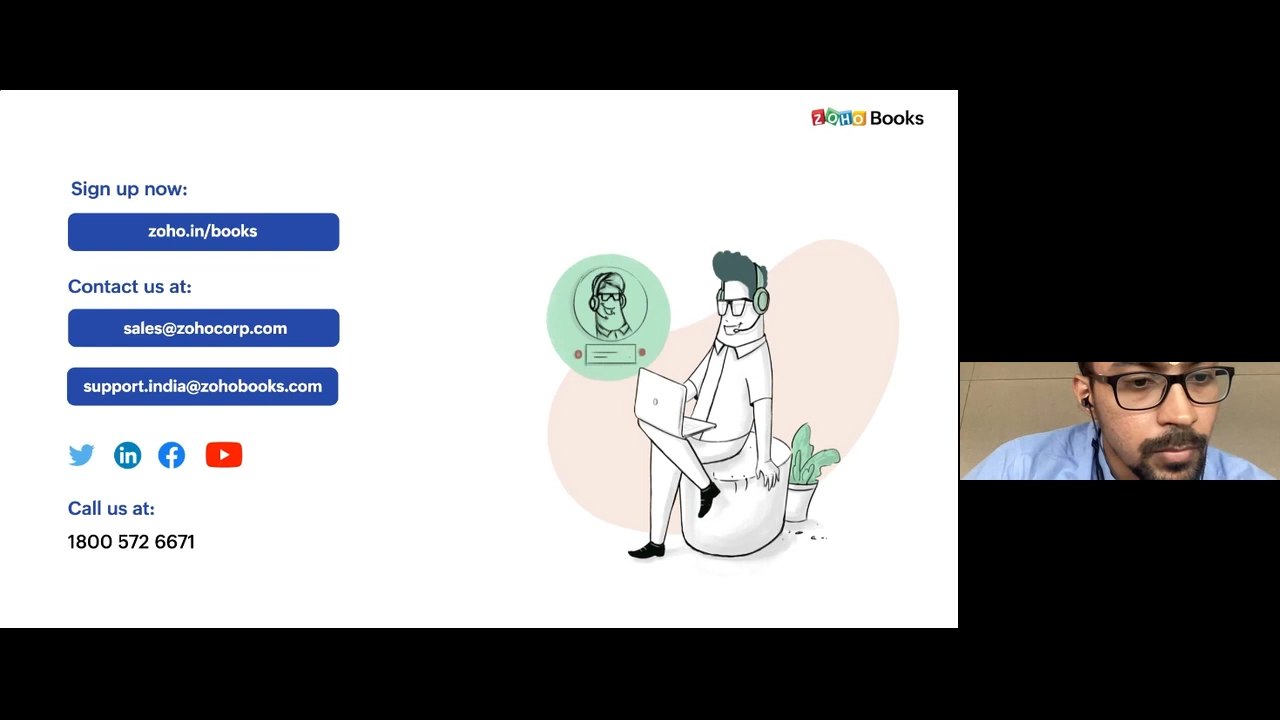 ZOHO Books
Sign up now:
zoho.in/books
Contact us at:
sales@zohocorp.com
support.india@zohobooks.com
Call us at:
1800 572 6671